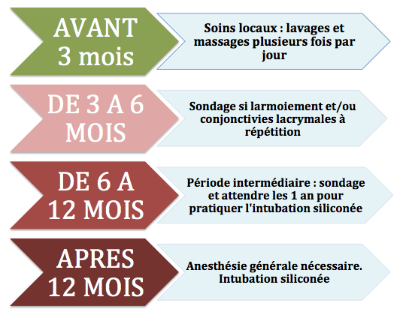 AVANT
3 mois
Soins locaux : lavages et
massages plusieurs fois par
jour
DE 3 A 6
MOIS
Sondage si larmoiement et/ou
conjonctivies lacrymales à
répétition
DE 6 A
12 MOIS
Période intermédiaire : sondage
et attendre les 1 an pour
pratiquer l'intubation siliconée
APRES
12 MOIS
Anesthésie générale nécessaire.
Intubation siliconée